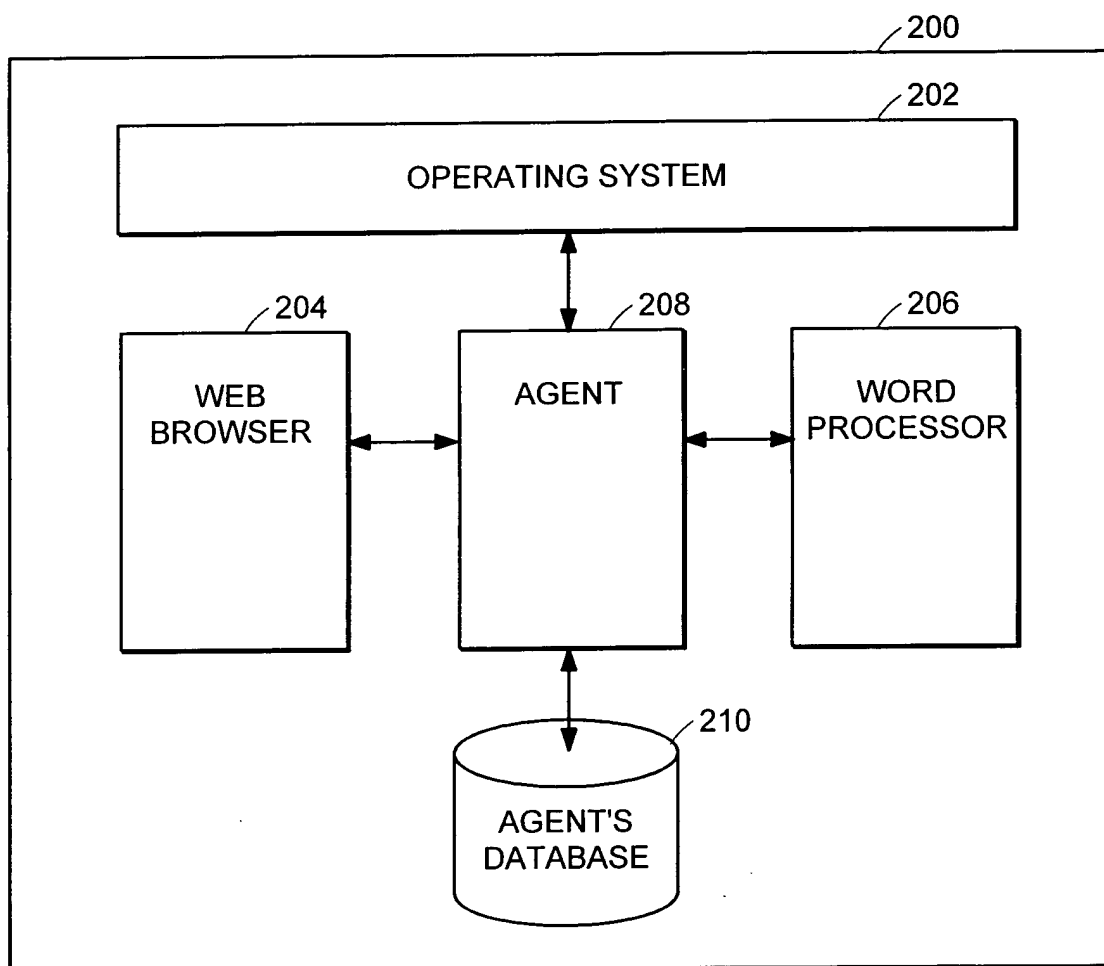 200
202
OPERATING SYSTEM
204
208
206
WEB
BROWSER
AGENT
WORD
PROCESSOR
210
AGENT'S
DATABASE